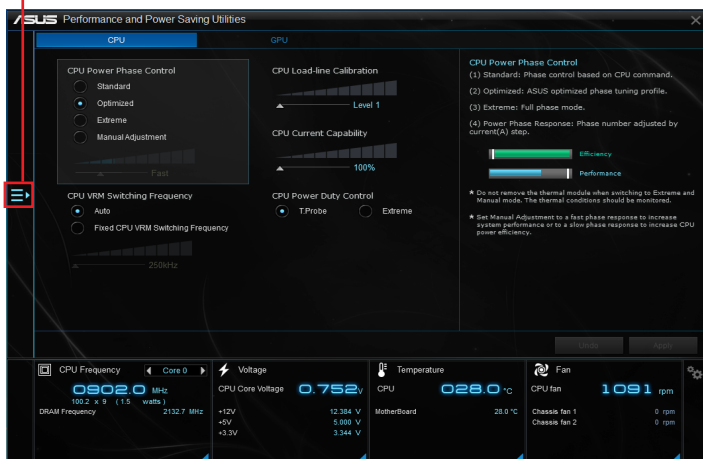 ASUS Performance and Power Saving Utilities
CPU GPU
CPU Power Phase Control
Standard
Optimized
Extreme
Manual Adjustment
Fast
CPU VRM Switching Frequency
Auto
Fixed CPU VRM Switching Frequency
250kHz
CPU Load-line Calibration
Level 1
CPU Current Capability
100%
CPU Power Duty Control
T.Probe Extreme
CPU Power Phase Control
(1) Standard: Phase control based on CPU command.
(2) Optimized: ASUS optimized phase tuning profile.
(3) Extreme: Full phase mode.
(4) Power Phase Response: Phase number adjusted by
current(A) step.
Efficiency
Performance
* Do not remove the thermal module when switching to Extreme and
Manual mode. The thermal conditions should be monitored.
* Set Manual Adjustment to a fast phase response to increase
system performance or to a slow phase response to increase CPU
power efficiency.
Undo Apply
CPU Frequency Core 0
0902.0 MHz
100.2 x 9 (1.5 watts)
DRAM Frequency 2132.7 MHz
Voltage
CPU Core Voltage 0.752v
+12V 12.384 V
+5V 5.000 V
+3.3V 3.344 V
Temperature
CPU 028.0 °C
MotherBoard 28.0 °C
Fan
CPU fan 1091 rpm
Chassis fan 1 0 rpm
Chassis fan 2 0 rpm